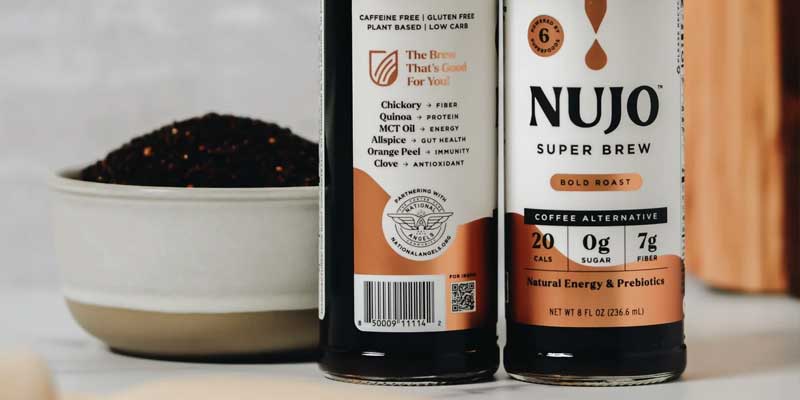 CAFFEINE FREE | GLUTEN FREE
PLANT BASED | LOW CARB
The Brew
That's Good
For You!
Chickory → FIBER
Quinoa → PROTEIN
MCT Oil → ENERGY
Allspice → GUT HEALTH
Orange Peel → IMMUNITY
Clove → ANTIOXIDANT
PARTNERING WITH
NATIONAL
ANGELS
NATIONALANGELS.ORG
8 50009 11114 2
POWERED BY
6
SUPERFOODS
NUJO™
SUPER BREW
BOLD ROAST
COFFEE ALTERNATIVE
20 0g 7g
CALS SUGAR FIBER
Natural Energy & Prebiotics
NET WT 8 FL OZ (236.6 mL)